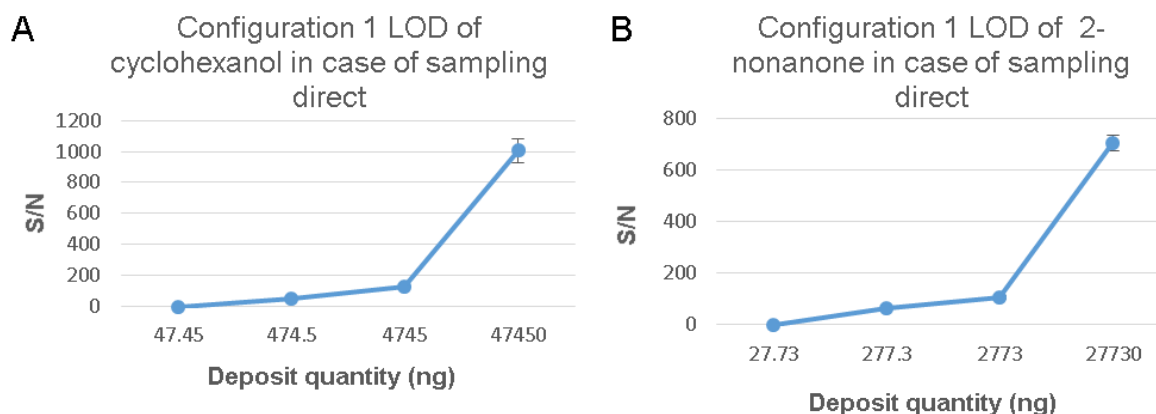 A
Configuration 1 LOD of
cyclohexanol in case of sampling
direct
1200
1000
800
600
400
200
0
S/N
47.45 474.5 4745 47450
Deposit quantity (ng)
B
Configuration 1 LOD of 2-
nonanone in case of sampling
direct
800
600
400
200
0
S/N
27.73 277.3 2773 27730
Deposit quantity (ng)